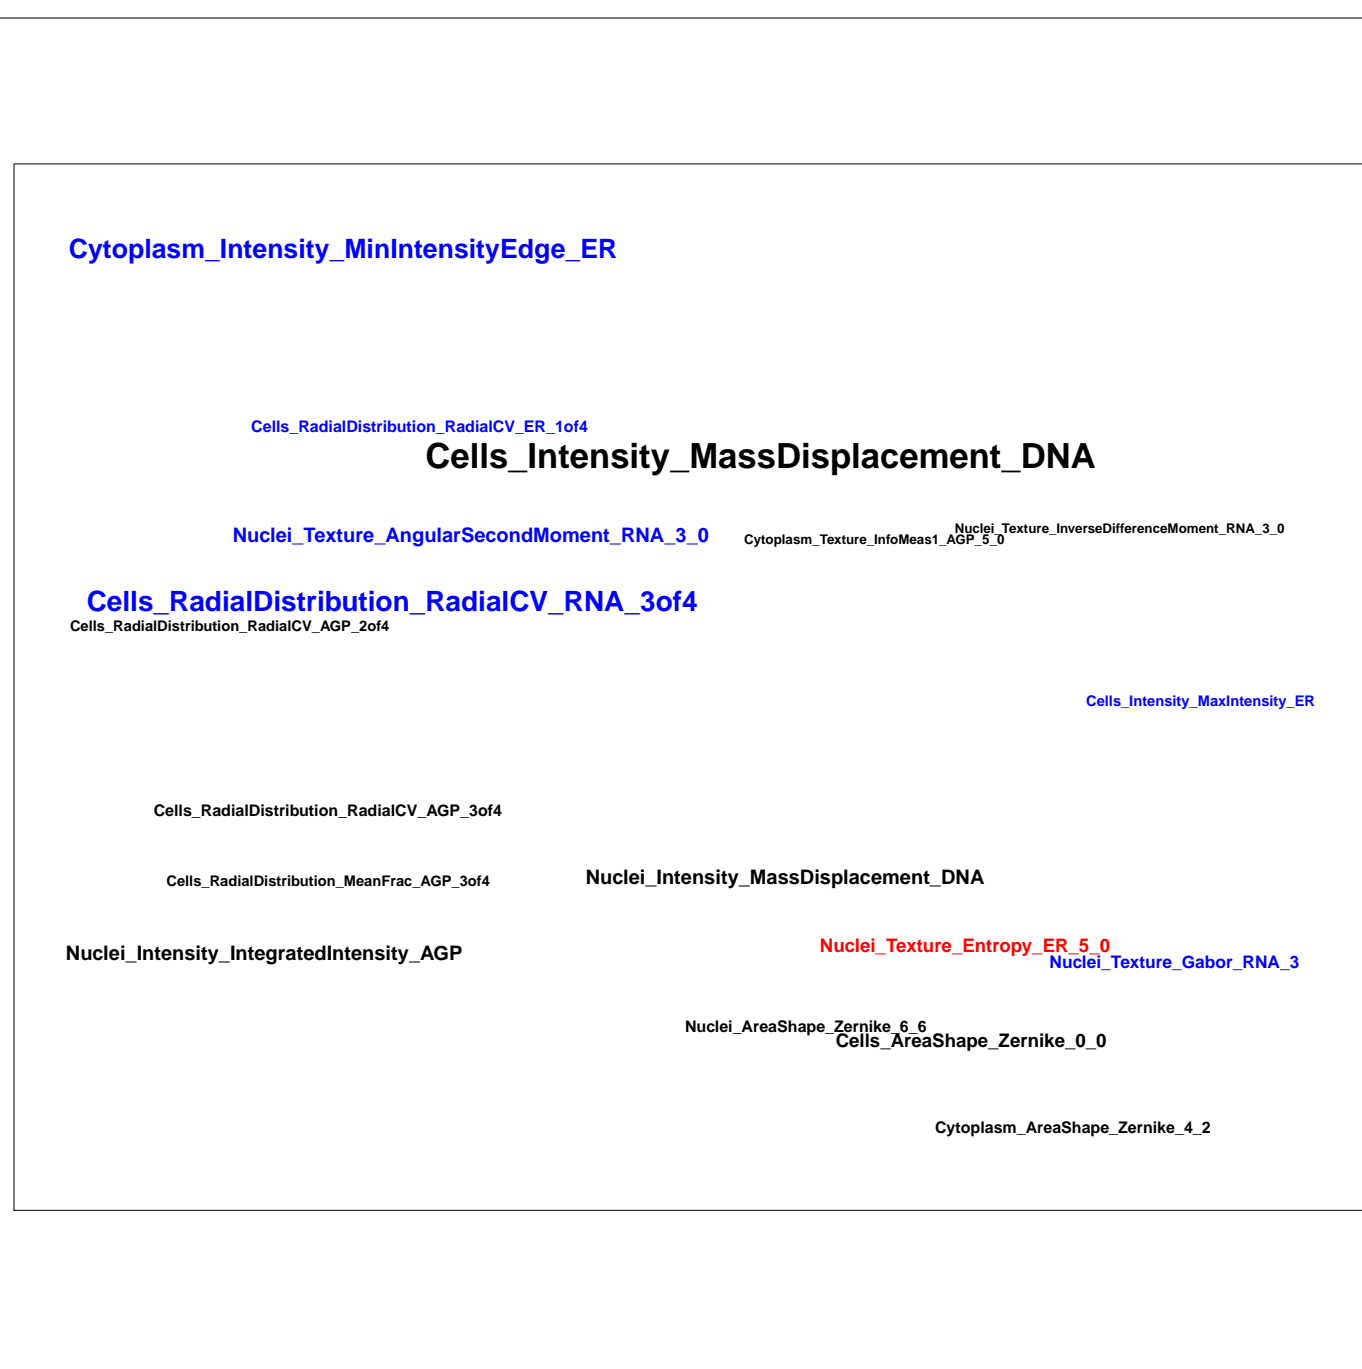 Cytoplasm_Intensity_MinIntensityEdge_ER
Cells_RadialDistribution_RadialCV_ER_1of4
Cells_Intensity_MassDisplacement_DNA
Nuclei_Texture_InverseDifferenceMoment_RNA_3_0
Nuclei_Texture_AngularSecondMoment_RNA_3_0
Cytoplasm_Texture_InfoMeas1_AGP_5_0
Cells_RadialDistribution_RadialCV_RNA_3of4
Cells_RadialDistribution_RadialCV_AGP_2of4
Cells_Intensity_MaxIntensity_ER
Cells_RadialDistribution_RadialCV_AGP_3of4
Nuclei_Intensity_MassDisplacement_DNA
Cells_RadialDistribution_MeanFrac_AGP_3of4
Nuclei_Texture_Entropy_ER_5_0
Nuclei_Intensity_IntegratedIntensity_AGP
Nuclei_Texture_Gabor_RNA_3
Nuclei_AreaShape_Zernike_6_6
Cells_AreaShape_Zernike_0_0
Cytoplasm_AreaShape_Zernike_4_2